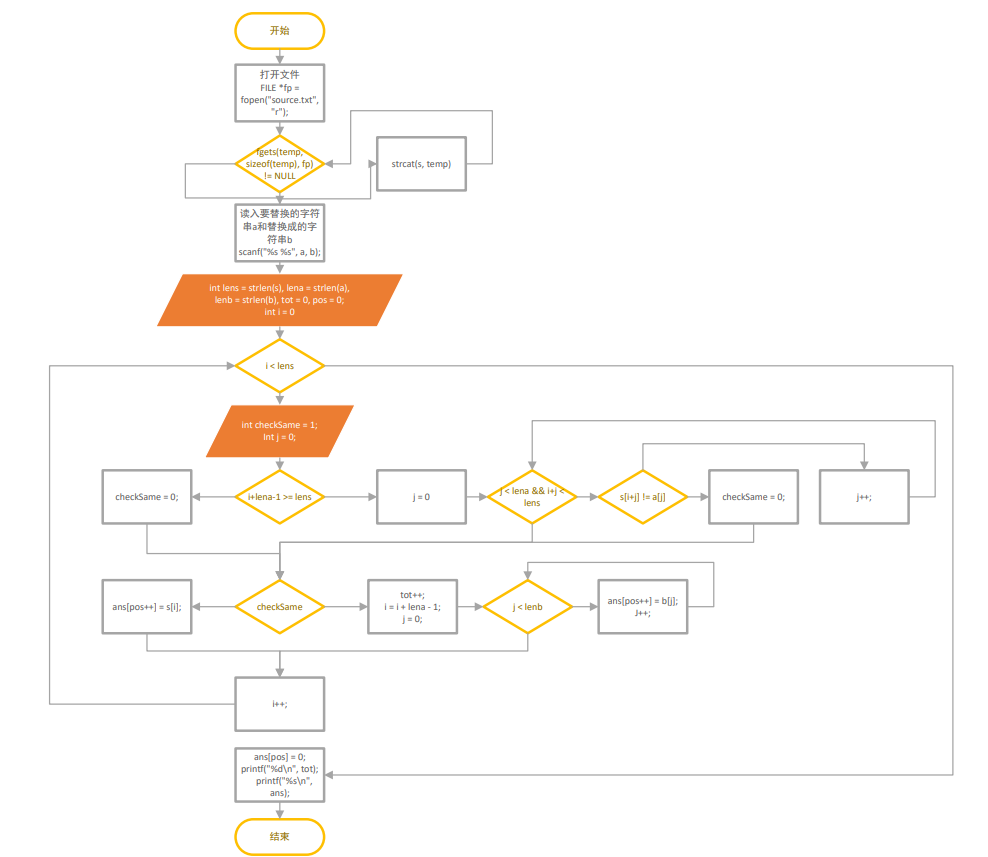 开始
打开文件
FILE *fp =
fopen("source.txt",
"r");
fgets(temp,
sizeof(temp), fp)
!= NULL
strcat(s, temp)
读入要替换的字符
串a和替换成的字
符串b
scanf("%s %s", a, b);
int lens = strlen(s), lena = strlen(a),
lenb = strlen(b), tot = 0, pos = 0;
int i = 0
i < lens
int checkSame = 1;
Int j = 0;
checkSame = 0;
i+lena-1 >= lens
j = 0
j < lena && i+j <
lens
s[i+j] != a[j]
checkSame = 0;
j++;
ans[pos++] = s[i];
checkSame
tot++;
i = i + lena - 1;
j = 0;
j < lenb
ans[pos++] = b[j];
J++;
i++;
ans[pos] = 0;
printf("%d\n", tot);
printf("%s\n",
ans);
结束